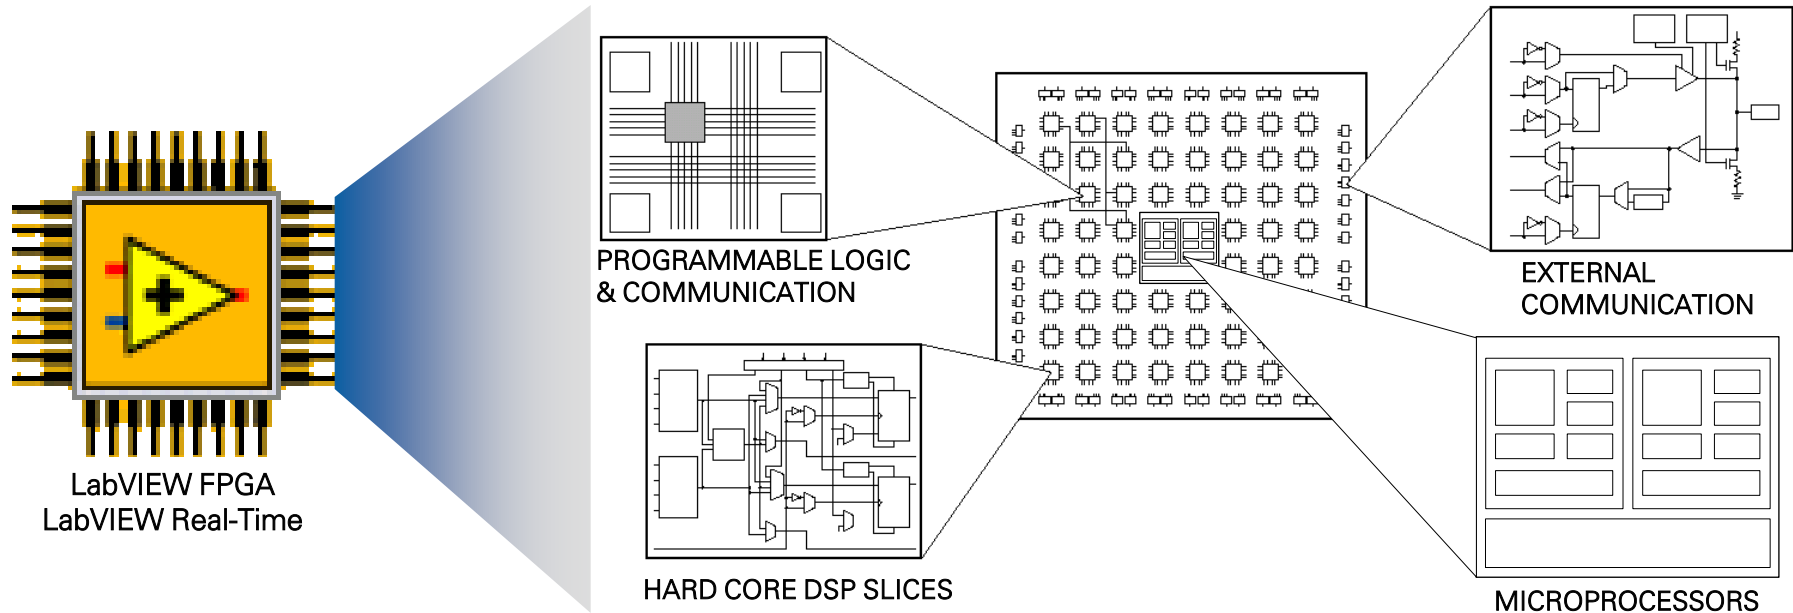 LabVIEW FPGA
LabVIEW Real-Time
PROGRAMMABLE LOGIC
& COMMUNICATION
HARD CORE DSP SLICES
EXTERNAL
COMMUNICATION
MICROPROCESSORS